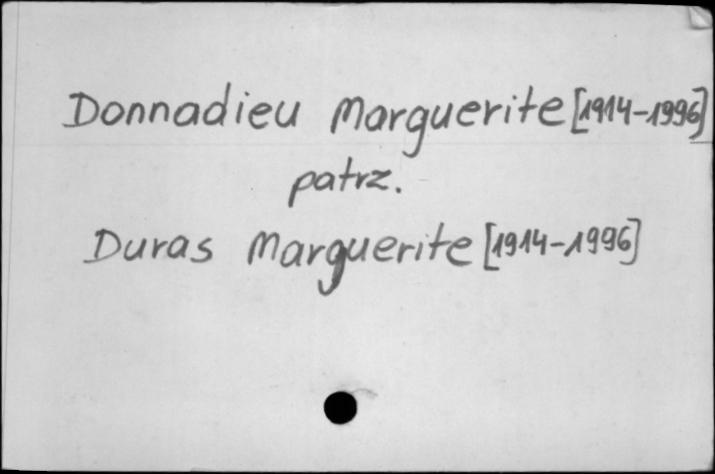 Donnadieu Marguerite [1914-1996]
patrz.
Duras Marguerite [1914-1996]